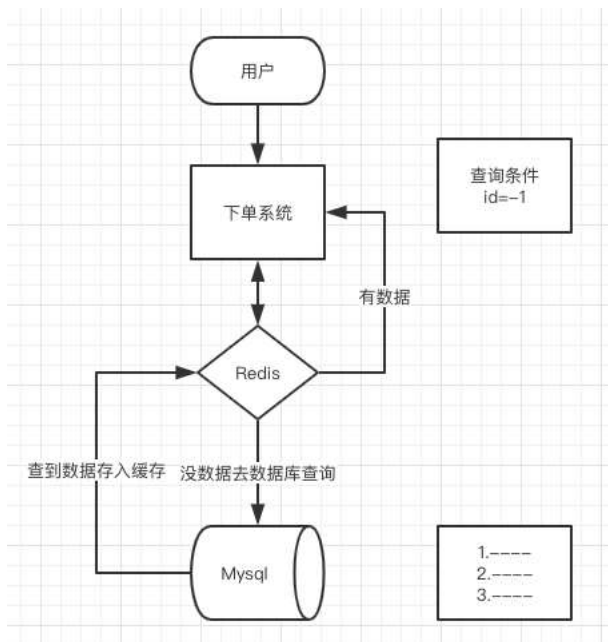 用户
下单系统
查询条件
id=-1
有数据
Redis
查到数据存入缓存
没数据去数据库查询
Mysql
1.----
2.----
3.----